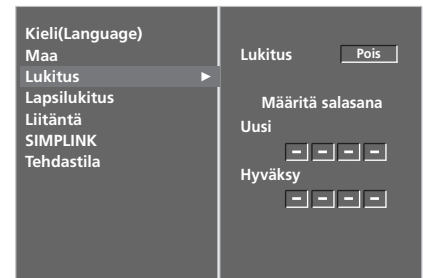 Kieli(Language)
Maa
Lukitus ►
Lapsilukitus
Liitäntä
SIMPLINK
Tehdastila
Lukitus Pois
Määritä salasana
Uusi
– – – –
Hyväksy
– – – –